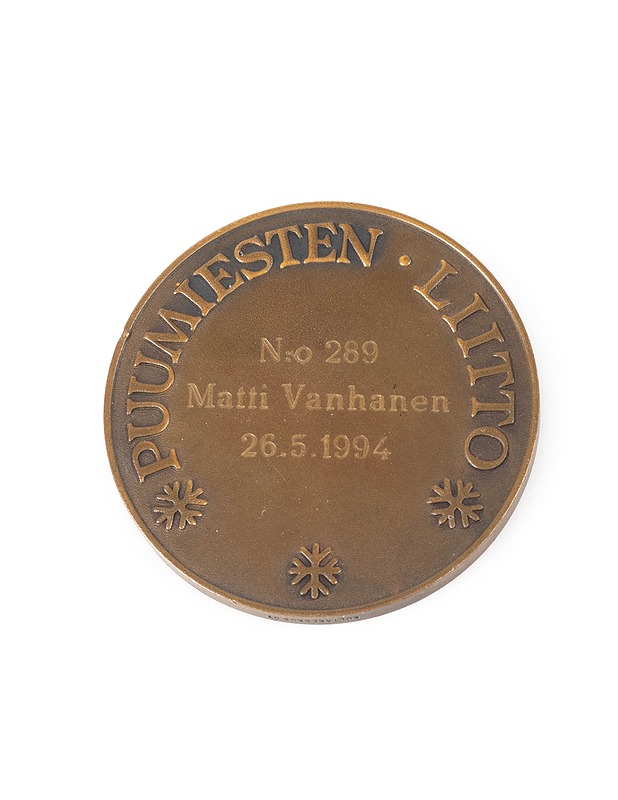 PUUMIESTEN · LIITTO
N:o 289
Matti Vanhanen
26.5.1994